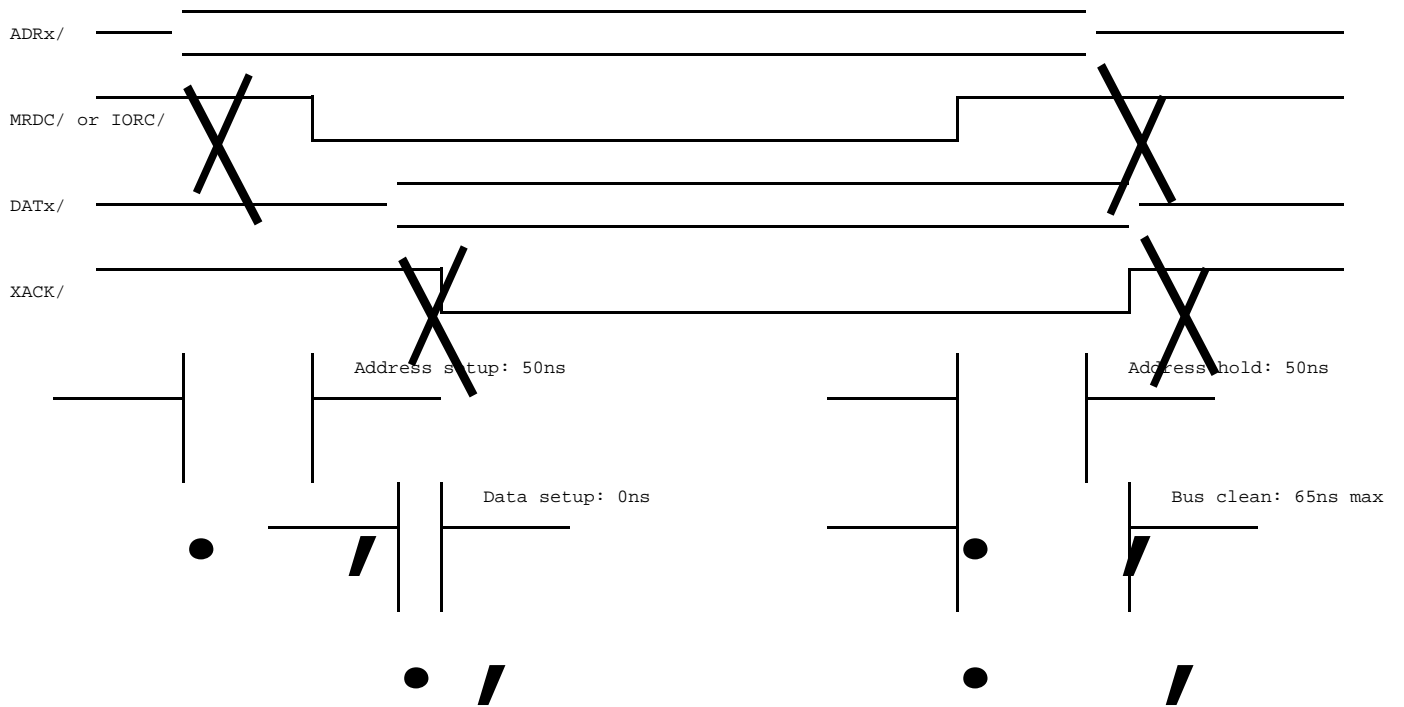 ADRx/
MRDC/ or IORC/
DATx/
XACK/
Address setup: 50ns
Address hold: 50ns
Data setup: 0ns
Bus clean: 65ns max